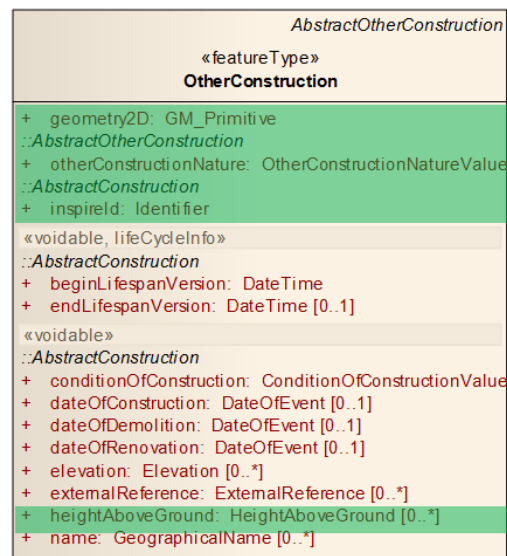 AbstractOtherConstruction
«featureType»
OtherConstruction
+ geometry2D: GM_Primitive
::AbstractOtherConstruction
+ otherConstructionNature: OtherConstructionNatureValue
::AbstractConstruction
+ inspireId: Identifier
«voidable, lifeCycleInfo»
::AbstractConstruction
+ beginLifespanVersion: DateTime
+ endLifespanVersion: DateTime [0..1]
«voidable»
::AbstractConstruction
+ conditionOfConstruction: ConditionOfConstructionValue
+ dateOfConstruction: DateOfEvent [0..1]
+ dateOfDemolition: DateOfEvent [0..1]
+ dateOfRenovation: DateOfEvent [0..1]
+ elevation: Elevation [0..*]
+ externalReference: ExternalReference [0..*]
+ heightAboveGround: HeightAboveGround [0..*]
+ name: GeographicalName [0..*]